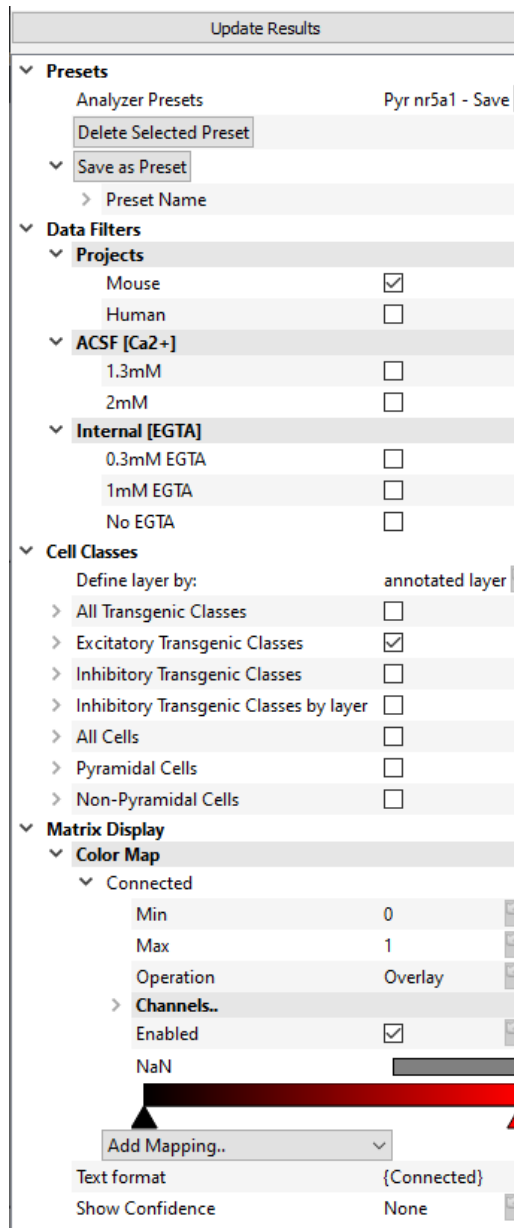 Update Results
Presets
Analyzer Presets Pyr nr5a1 - Save
Delete Selected Preset
Save as Preset
Preset Name
Data Filters
Projects
Mouse
Human
ACSF [Ca2+]
1.3mM
2mM
Internal [EGTA]
0.3mM EGTA
1mM EGTA
No EGTA
Cell Classes
Define layer by: annotated layer
All Transgenic Classes
Excitatory Transgenic Classes
Inhibitory Transgenic Classes
Inhibitory Transgenic Classes by layer
All Cells
Pyramidal Cells
Non-Pyramidal Cells
Matrix Display
Color Map
Connected
Min 0
Max 1
Operation Overlay
Channels..
Enabled
NaN
Add Mapping..
Text format {Connected}
Show Confidence None